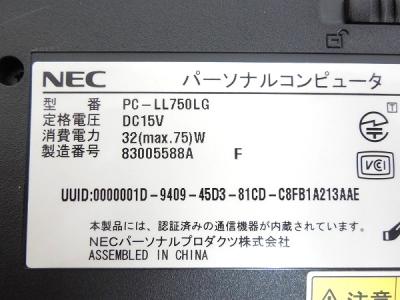 NEC パーソナルコンピュータ
型 番 PC-LL750LG
定格電圧 DC15V
消費電力 32(max.75)W
製造番号 83005588A F
UUID:0000001D-9409-45D3-81CD-C8FB1A213AAE
本製品には、認証済みの通信機器が内蔵されています。
NECパーソナルプロダクツ株式会社
ASSEMBLED IN CHINA
VCCI
注意